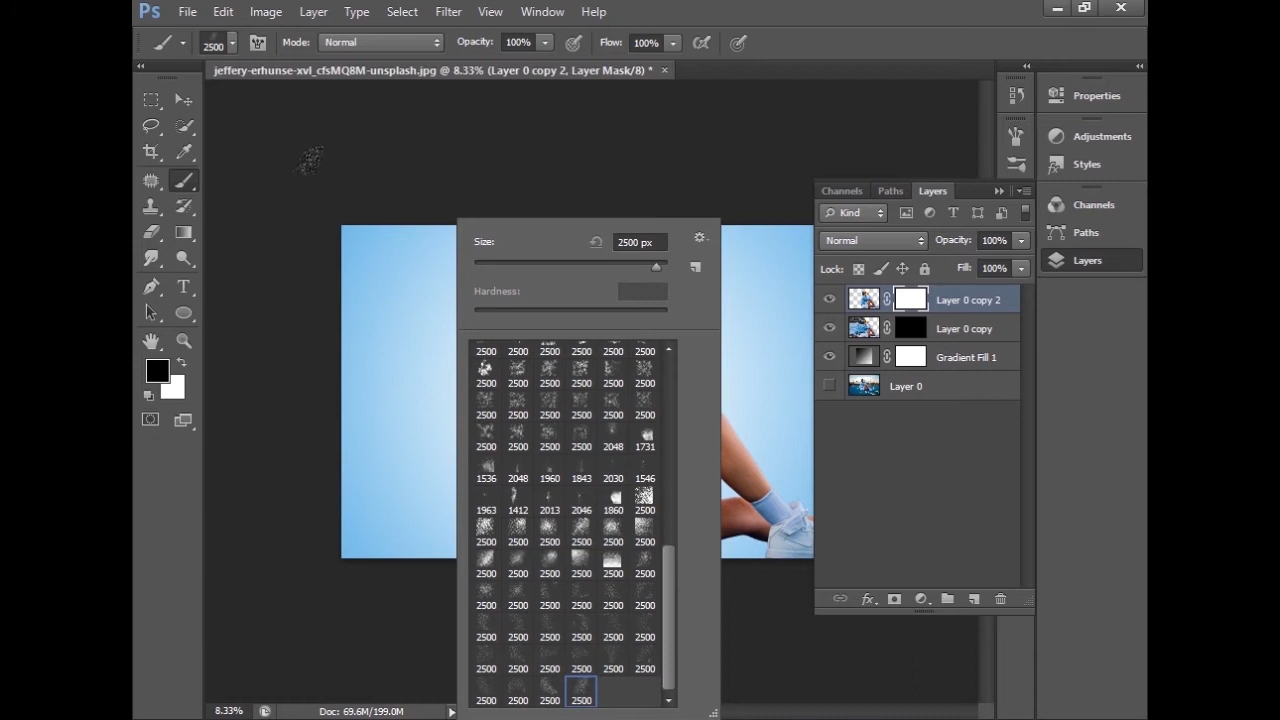 Ps File Edit Image Layer Type Select Filter View Window Help
2500 Mode: Normal Opacity: 100% Flow: 100%
jeffery-erhunse-xvl_cfsMQ8M-unsplash.jpg @ 8.33% (Layer 0 copy 2, Layer Mask/8) *
Size: 2500 px
Hardness:
2500 2500 2500 2500 2500 2500
2500 2500 2500 2500 2500 2500
2500 2500 2500 2500 2500 2500
2500 2500 2500 2500 2048 1731
1536 2048 1960 1843 2030 1546
1963 1412 2013 2046 1860 2500
2500 2500 2500 2500 2500 2500
2500 2500 2500 2500 2500 2500
2500 2500 2500 2500 2500 2500
2500 2500 2500 2500 2500 2500
2500 2500 2500 2500 2500 2500
2500 2500 2500 2500
Channels Paths Layers
Kind
Normal Opacity: 100%
Lock: Fill: 100%
Layer 0 copy 2
Layer 0 copy
Gradient Fill 1
Layer 0
fx
Properties
Adjustments
Styles
Channels
Paths
Layers
8.33% Doc: 69.6M/199.0M